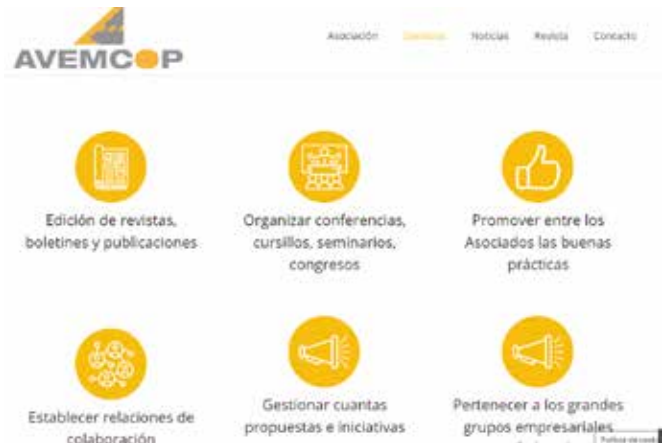 AVEMCOP
Asociación
Servicios
Noticias
Revista
Contacto
Edición de revistas,
boletines y publicaciones
Organizar conferencias,
cursillos, seminarios,
congresos
Promover entre los
Asociados las buenas
prácticas
Establecer relaciones de
colaboración
Gestionar cuantas
propuestas e iniciativas
Pertenecer a los grandes
grupos empresariales